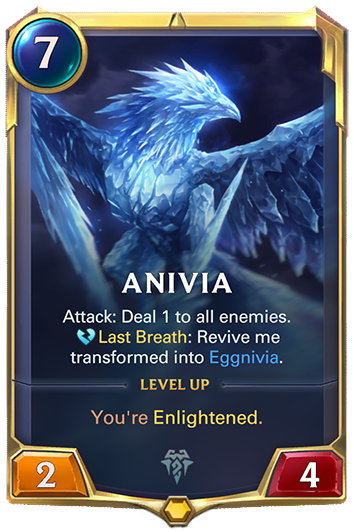 7
ANIVIA
Attack: Deal 1 to all enemies.
Last Breath: Revive me
transformed into Eggnivia.
LEVEL UP
You're Enlightened.
2
4